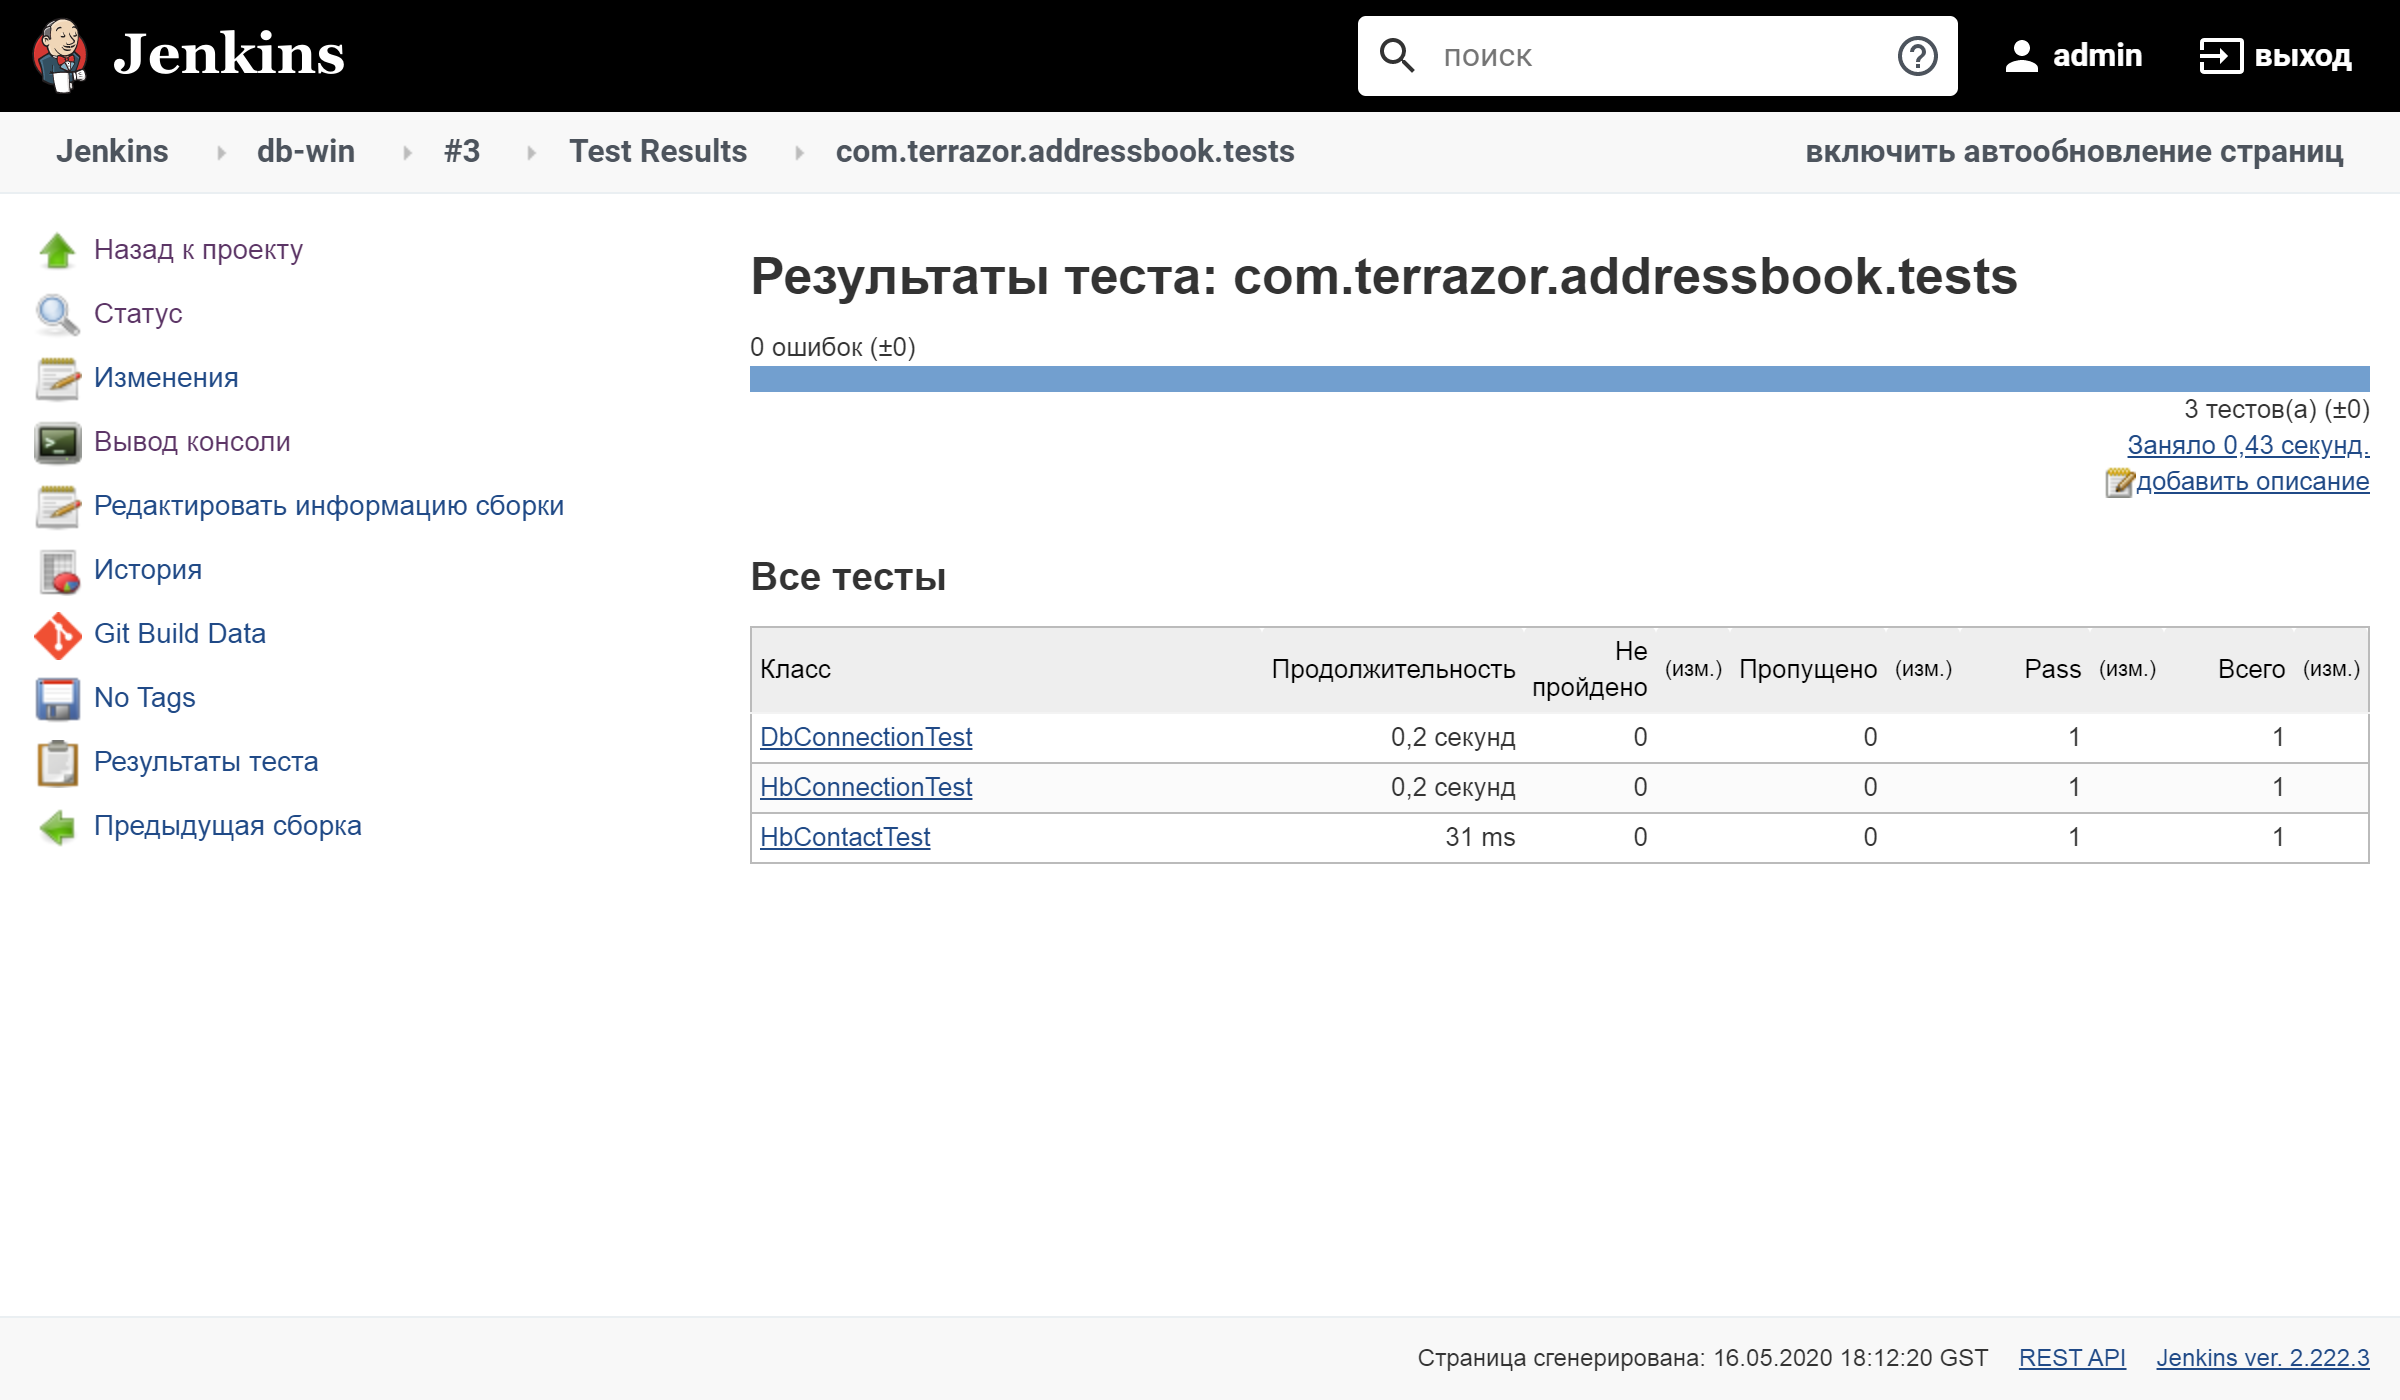 Jenkins
поиск
admin
выход
Jenkins db-win #3 Test Results com.terrazor.addressbook.tests
включить автообновление страниц
Назад к проекту
Статус
Изменения
Вывод консоли
Редактировать информацию сборки
История
Git Build Data
No Tags
Результаты теста
Предыдущая сборка
Результаты теста: com.terrazor.addressbook.tests
0 ошибок (±0)
3 тестов(а) (±0)
Заняло 0,43 секунд.
добавить описание
Все тесты
Класс Продолжительность Не пройдено (изм.) Пропущено (изм.) Pass (изм.) Всего (изм.)
DbConnectionTest 0,2 секунд 0 0 1 1
HbConnectionTest 0,2 секунд 0 0 1 1
HbContactTest 31 ms 0 0 1 1
Страница сгенерирована: 16.05.2020 18:12:20 GST REST API Jenkins ver. 2.222.3